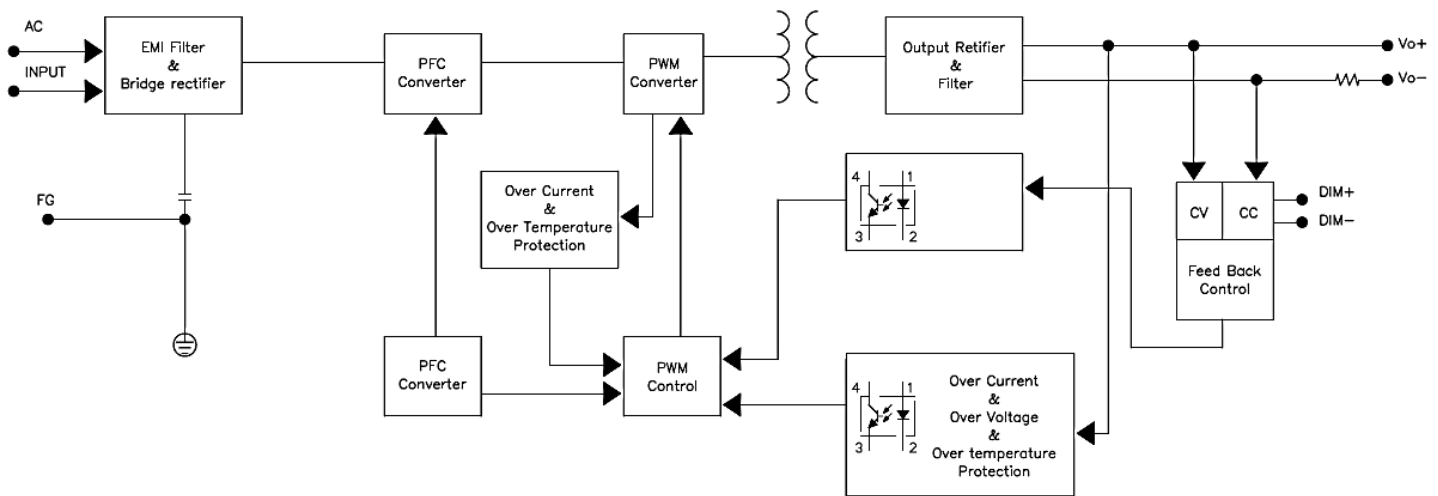 AC
INPUT
EMI Filter
&
Bridge rectifier
PFC
Converter
PWM
Converter
Output Retifier
&
Filter
Vo+
Vo−
FG
Over Current
&
Over Temperature
Protection
4
1
3
2
CV
CC
DIM+
DIM−
Feed Back
Control
PFC
Converter
PWM
Control
4
1
3
2
Over Current
&
Over Voltage
&
Over temperature
Protection